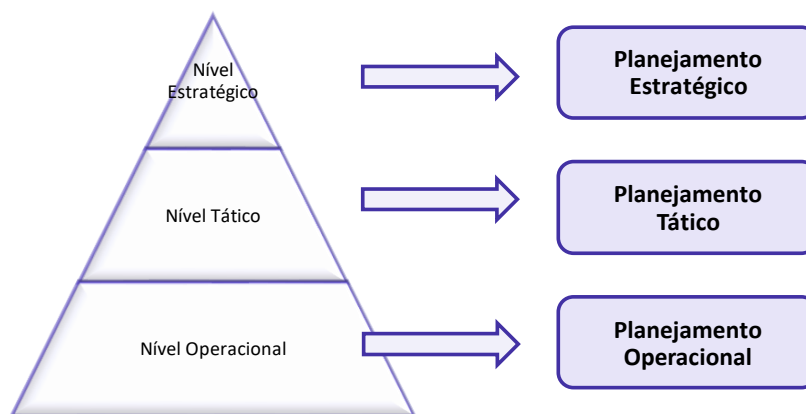 Nível
Estratégico
Planejamento
Estratégico
Nível Tático
Planejamento
Tático
Nível Operacional
Planejamento
Operacional